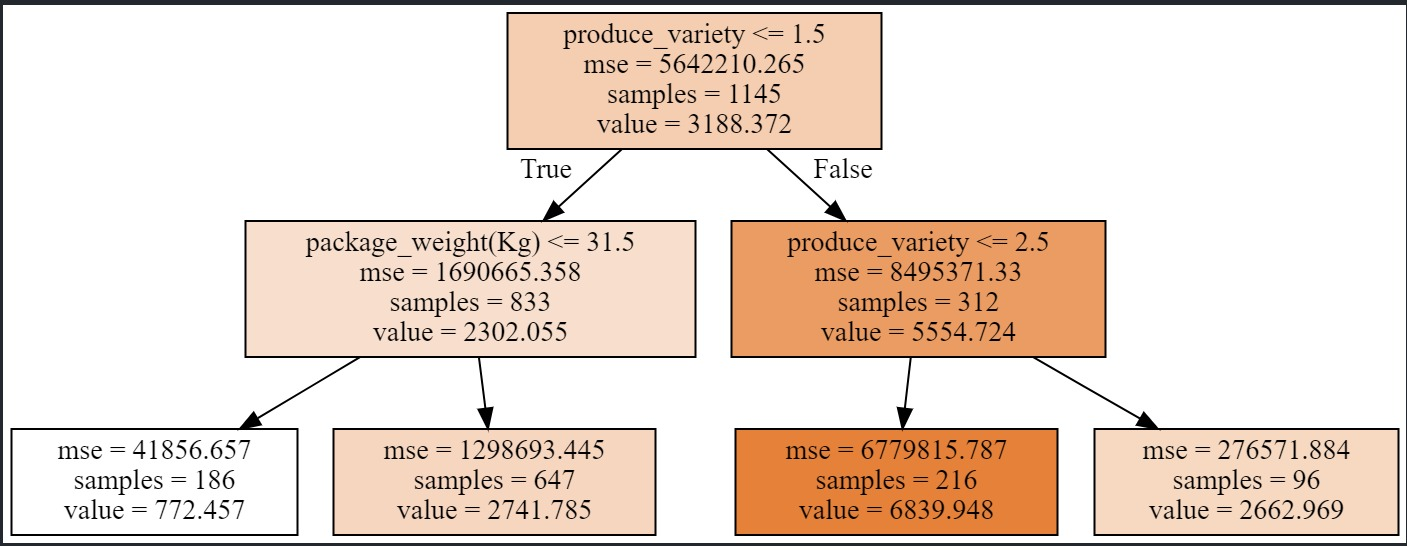 produce_variety <= 1.5
mse = 5642210.265
samples = 1145
value = 3188.372
True
False
package_weight(Kg) <= 31.5
mse = 1690665.358
samples = 833
value = 2302.055
produce_variety <= 2.5
mse = 8495371.33
samples = 312
value = 5554.724
mse = 41856.657
samples = 186
value = 772.457
mse = 1298693.445
samples = 647
value = 2741.785
mse = 6779815.787
samples = 216
value = 6839.948
mse = 276571.884
samples = 96
value = 2662.969